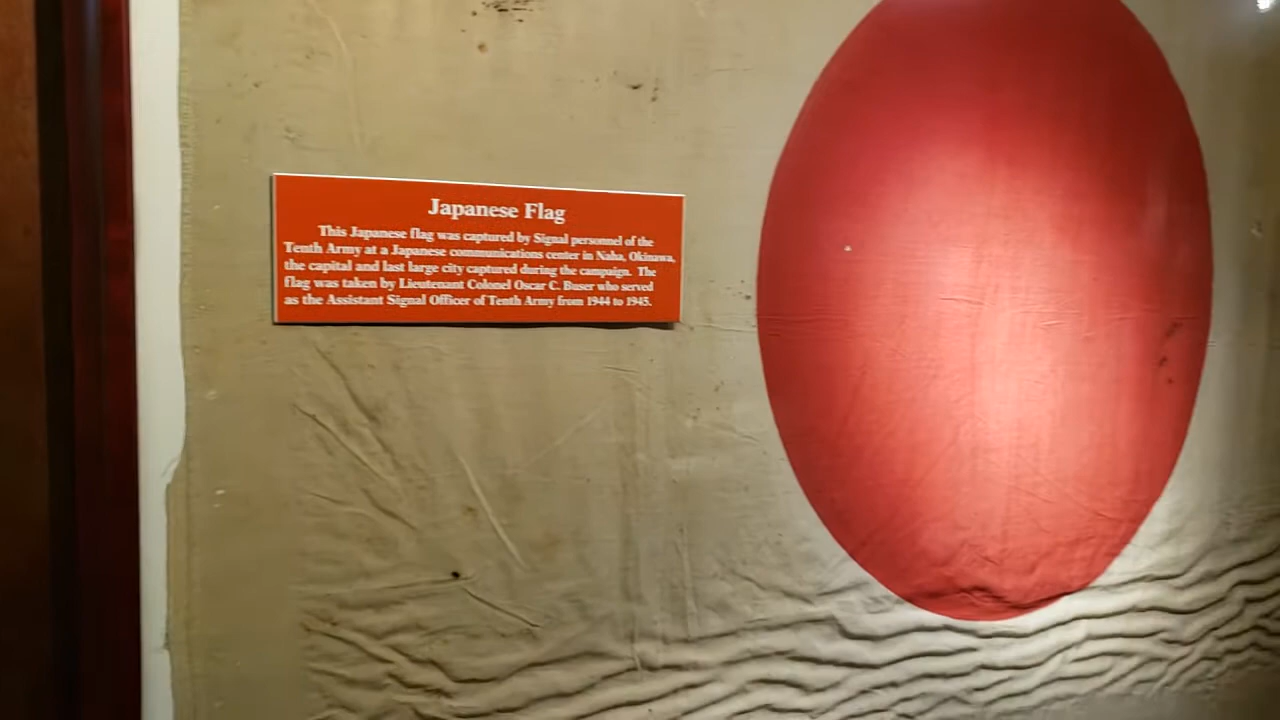 Japanese Flag
This Japanese flag was captured by Signal personnel of the
Tenth Army at a Japanese communications center in Naha, Okinawa,
the capital and last large city captured during the campaign. The
flag was taken by Lieutenant Colonel Oscar C. Buser who served
as the Assistant Signal Officer of Tenth Army from 1944 to 1945.